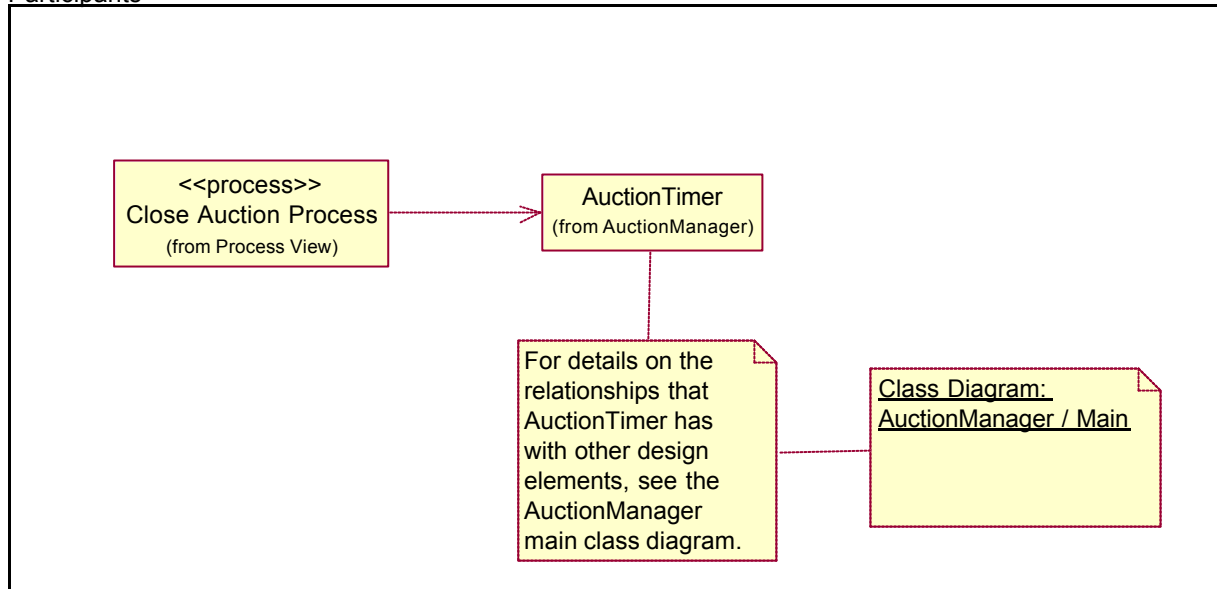 Participants
<<process>>
Close Auction Process
(from Process View)
AuctionTimer
(from AuctionManager)
For details on the
relationships that
AuctionTimer has
with other design
elements, see the
AuctionManager
main class diagram.
Class Diagram:
AuctionManager / Main